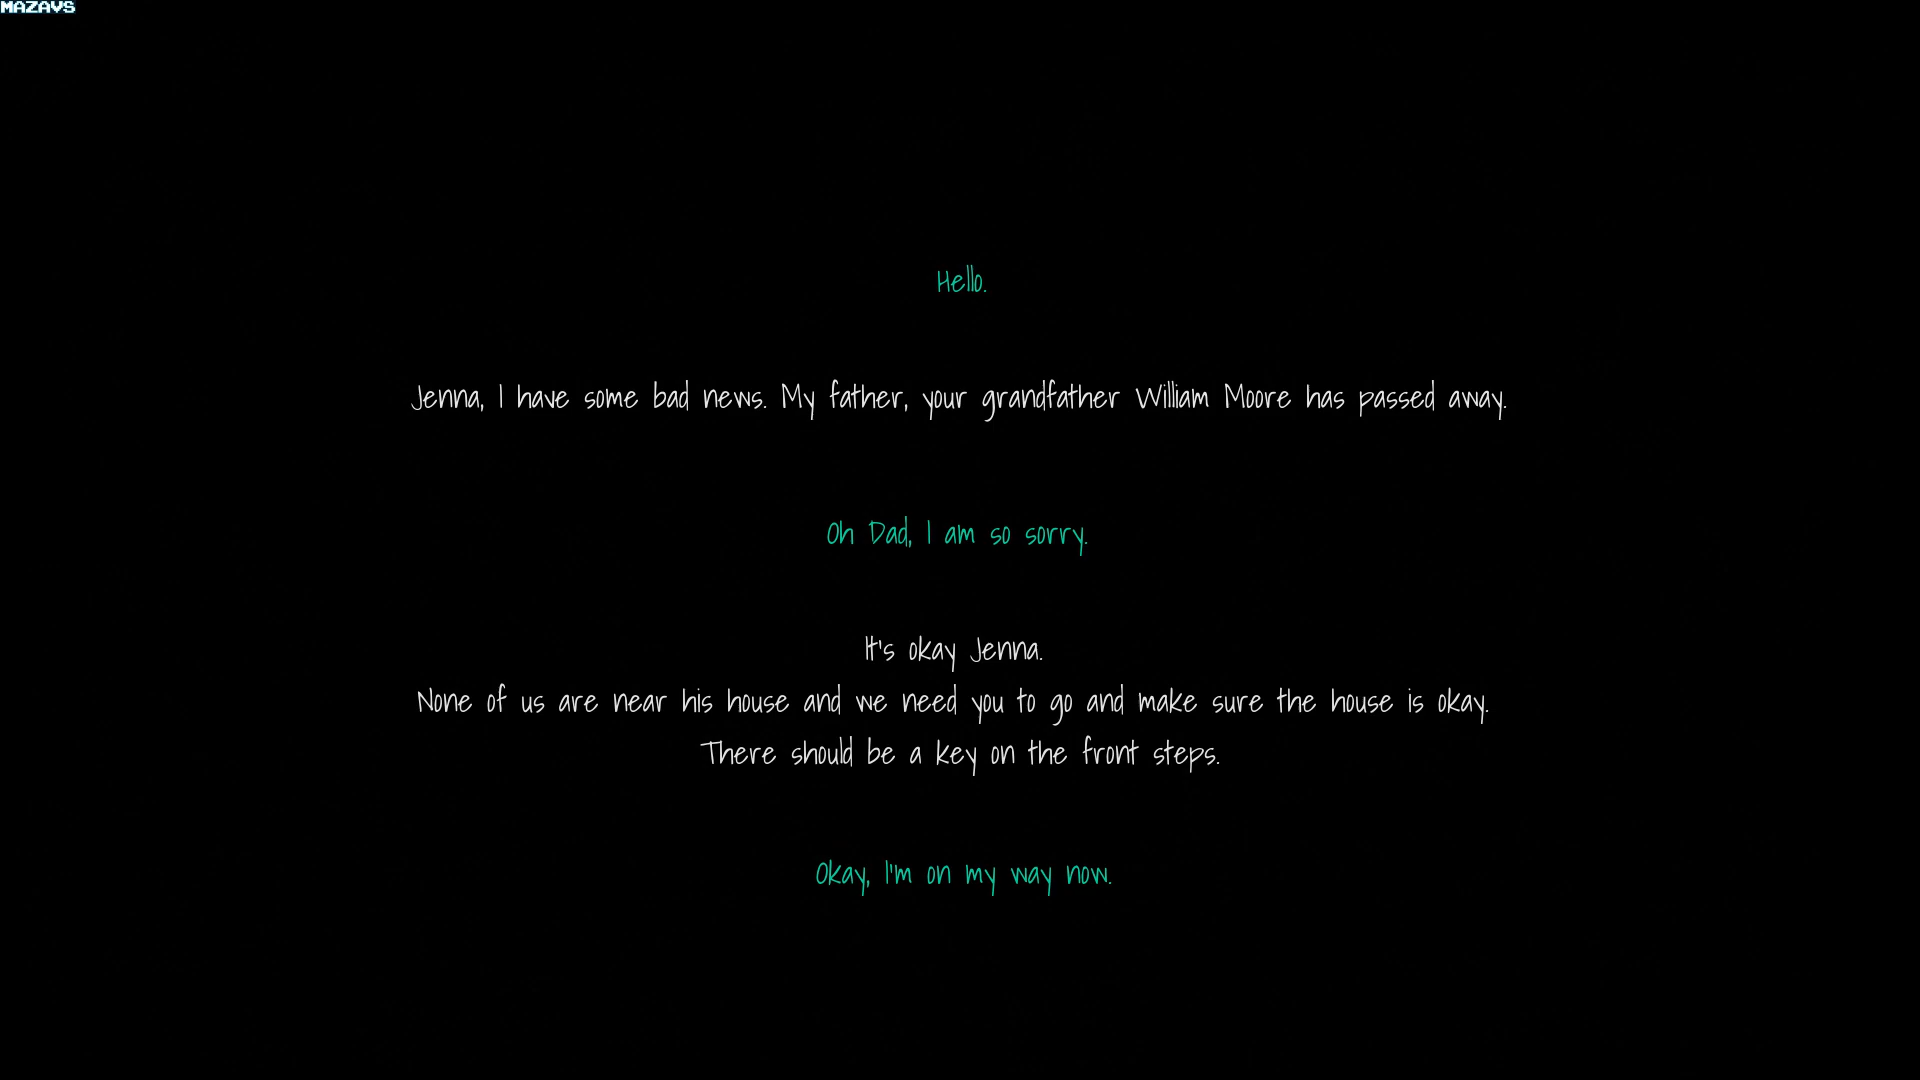 MAZAVS
Hello.
Jenna, I have some bad news. My father, your grandfather William Moore has passed away.
Oh Dad, I am so sorry.
It's okay Jenna.
None of us are near his house and we need you to go and make sure the house is okay.
There should be a key on the front steps.
Okay, I'm on my way now.